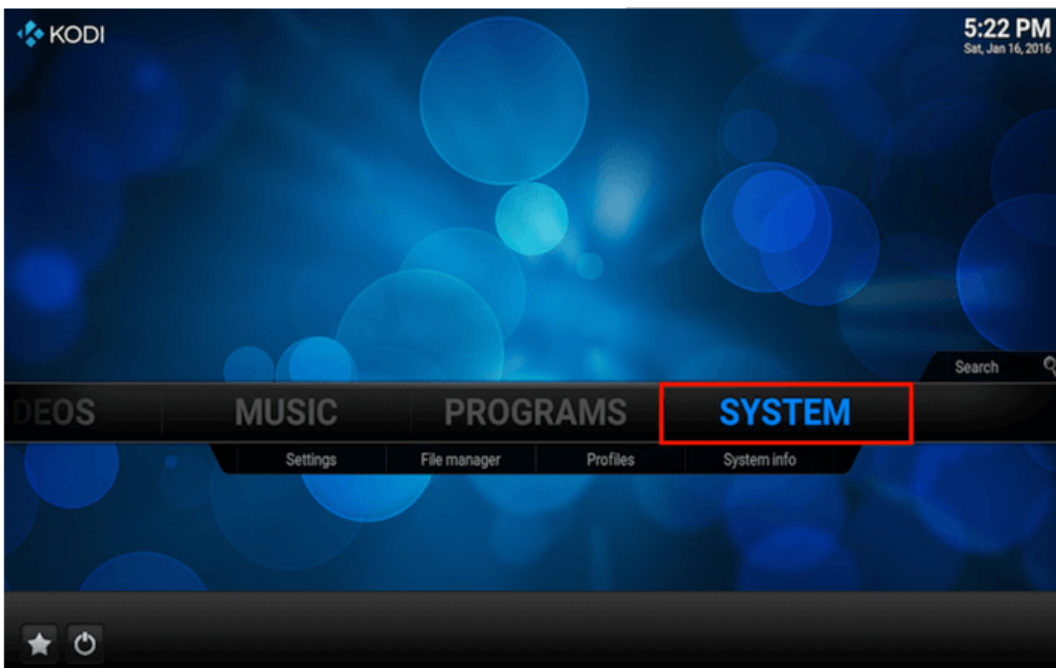 KODI
5:22 PM
Sat, Jan 16, 2016
Search
DEOS MUSIC PROGRAMS SYSTEM
Settings File manager Profiles System info